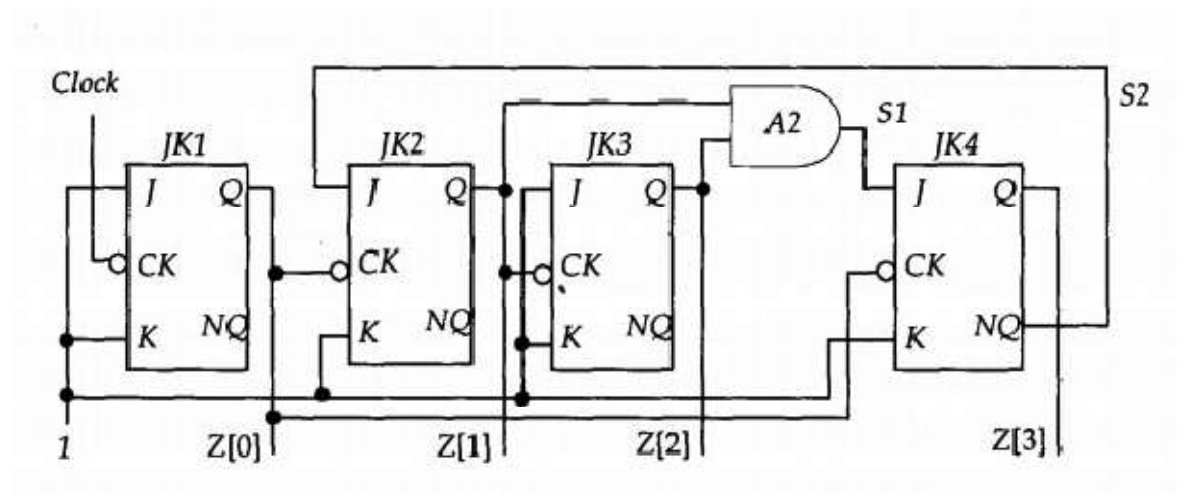 Clock
S2
A2
S1
JK1
JK2
JK3
JK4
J Q
J Q
J Q
J Q
CK
CK
CK
CK
K NQ
K NQ
K NQ
K NQ
1
Z[0]
Z[1]
Z[2]
Z[3]